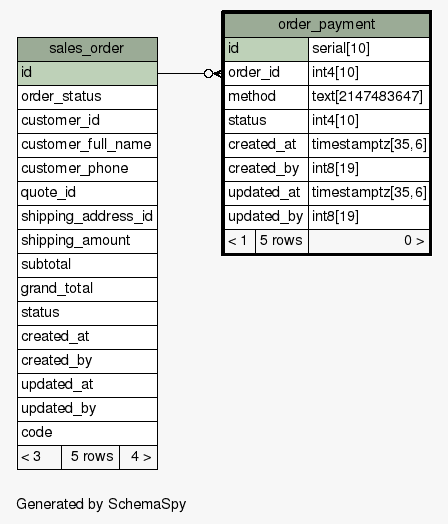 sales_order
id
order_status
customer_id
customer_full_name
customer_phone
quote_id
shipping_address_id
shipping_amount
subtotal
grand_total
status
created_at
created_by
updated_at
updated_by
code
< 3 5 rows 4 >
order_payment
id serial[10]
order_id int4[10]
method text[2147483647]
status int4[10]
created_at timestamptz[35,6]
created_by int8[19]
updated_at timestamptz[35,6]
updated_by int8[19]
< 1 5 rows 0 >
Generated by SchemaSpy